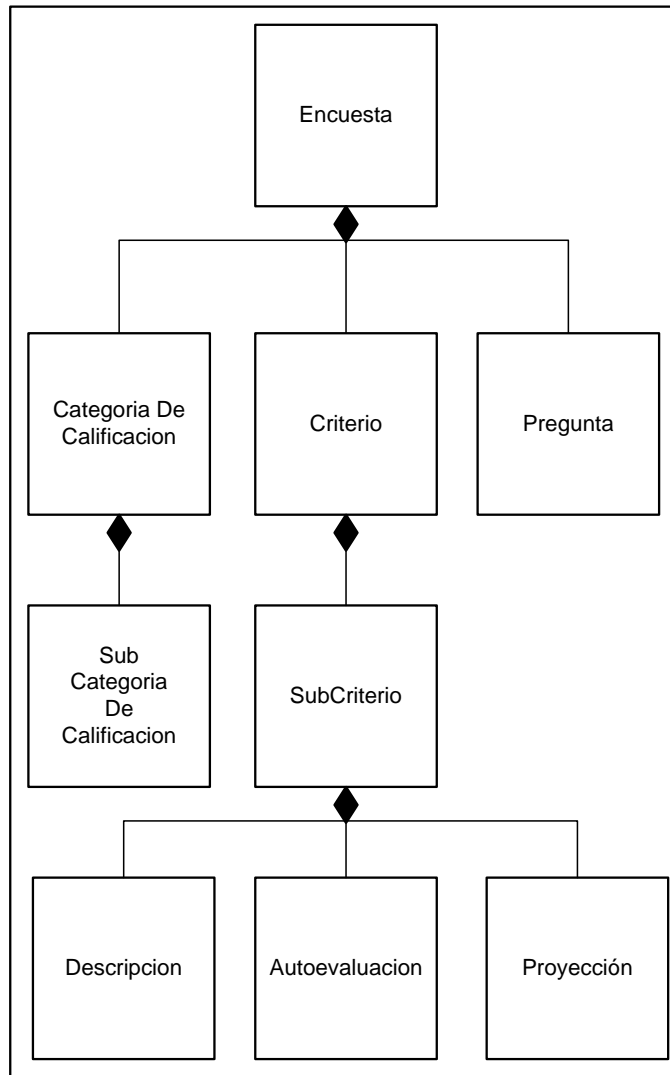 Encuesta
Categoria De
Calificacion
Criterio
Pregunta
Sub
Categoria
De
Calificacion
SubCriterio
Descripcion
Autoevaluacion
Proyección